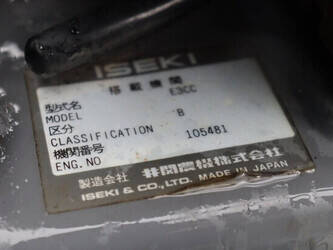 ISEKI
搭載機関
型式名 E3CC
MODEL
区分 B
CLASSIFICATION
機関番号 105481
ENG. NO
製造会社 井関農機株式会社
ISEKI & CO., LTD. MADE IN JAPAN